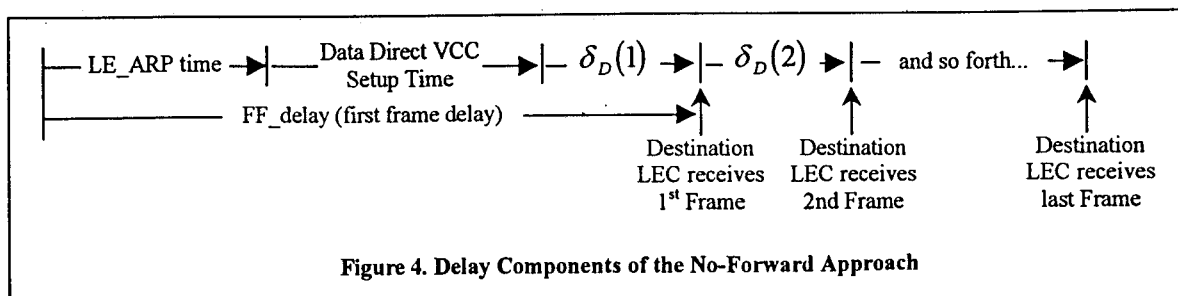 LE_ARP time Data Direct VCC Setup Time δ_D(1) δ_D(2) and so forth...
FF_delay (first frame delay)
Destination LEC receives 1st Frame
Destination LEC receives 2nd Frame
Destination LEC receives last Frame
Figure 4. Delay Components of the No-Forward Approach